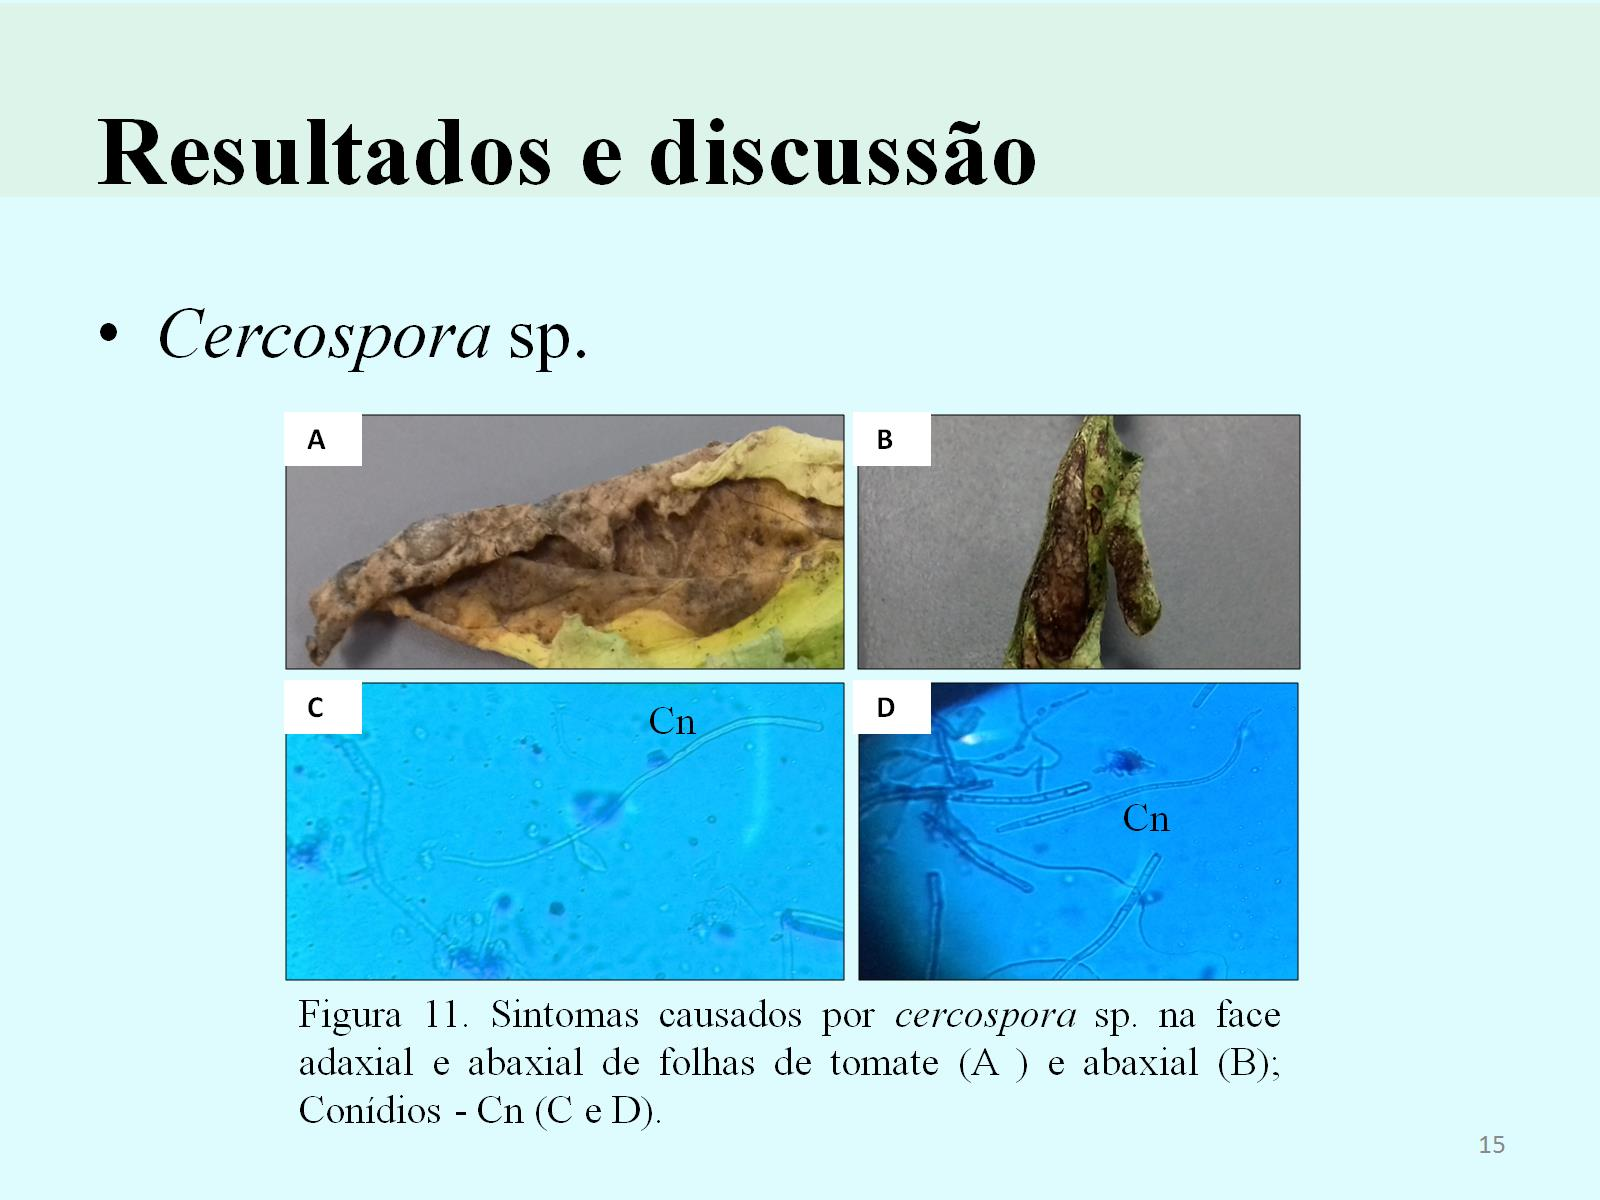 Resultados e discussão
• Cercospora sp.
A
B
C
Cn
D
Cn
Figura 11. Sintomas causados por cercospora sp. na face
adaxial e abaxial de folhas de tomate (A ) e abaxial (B);
Conídios - Cn (C e D).
15